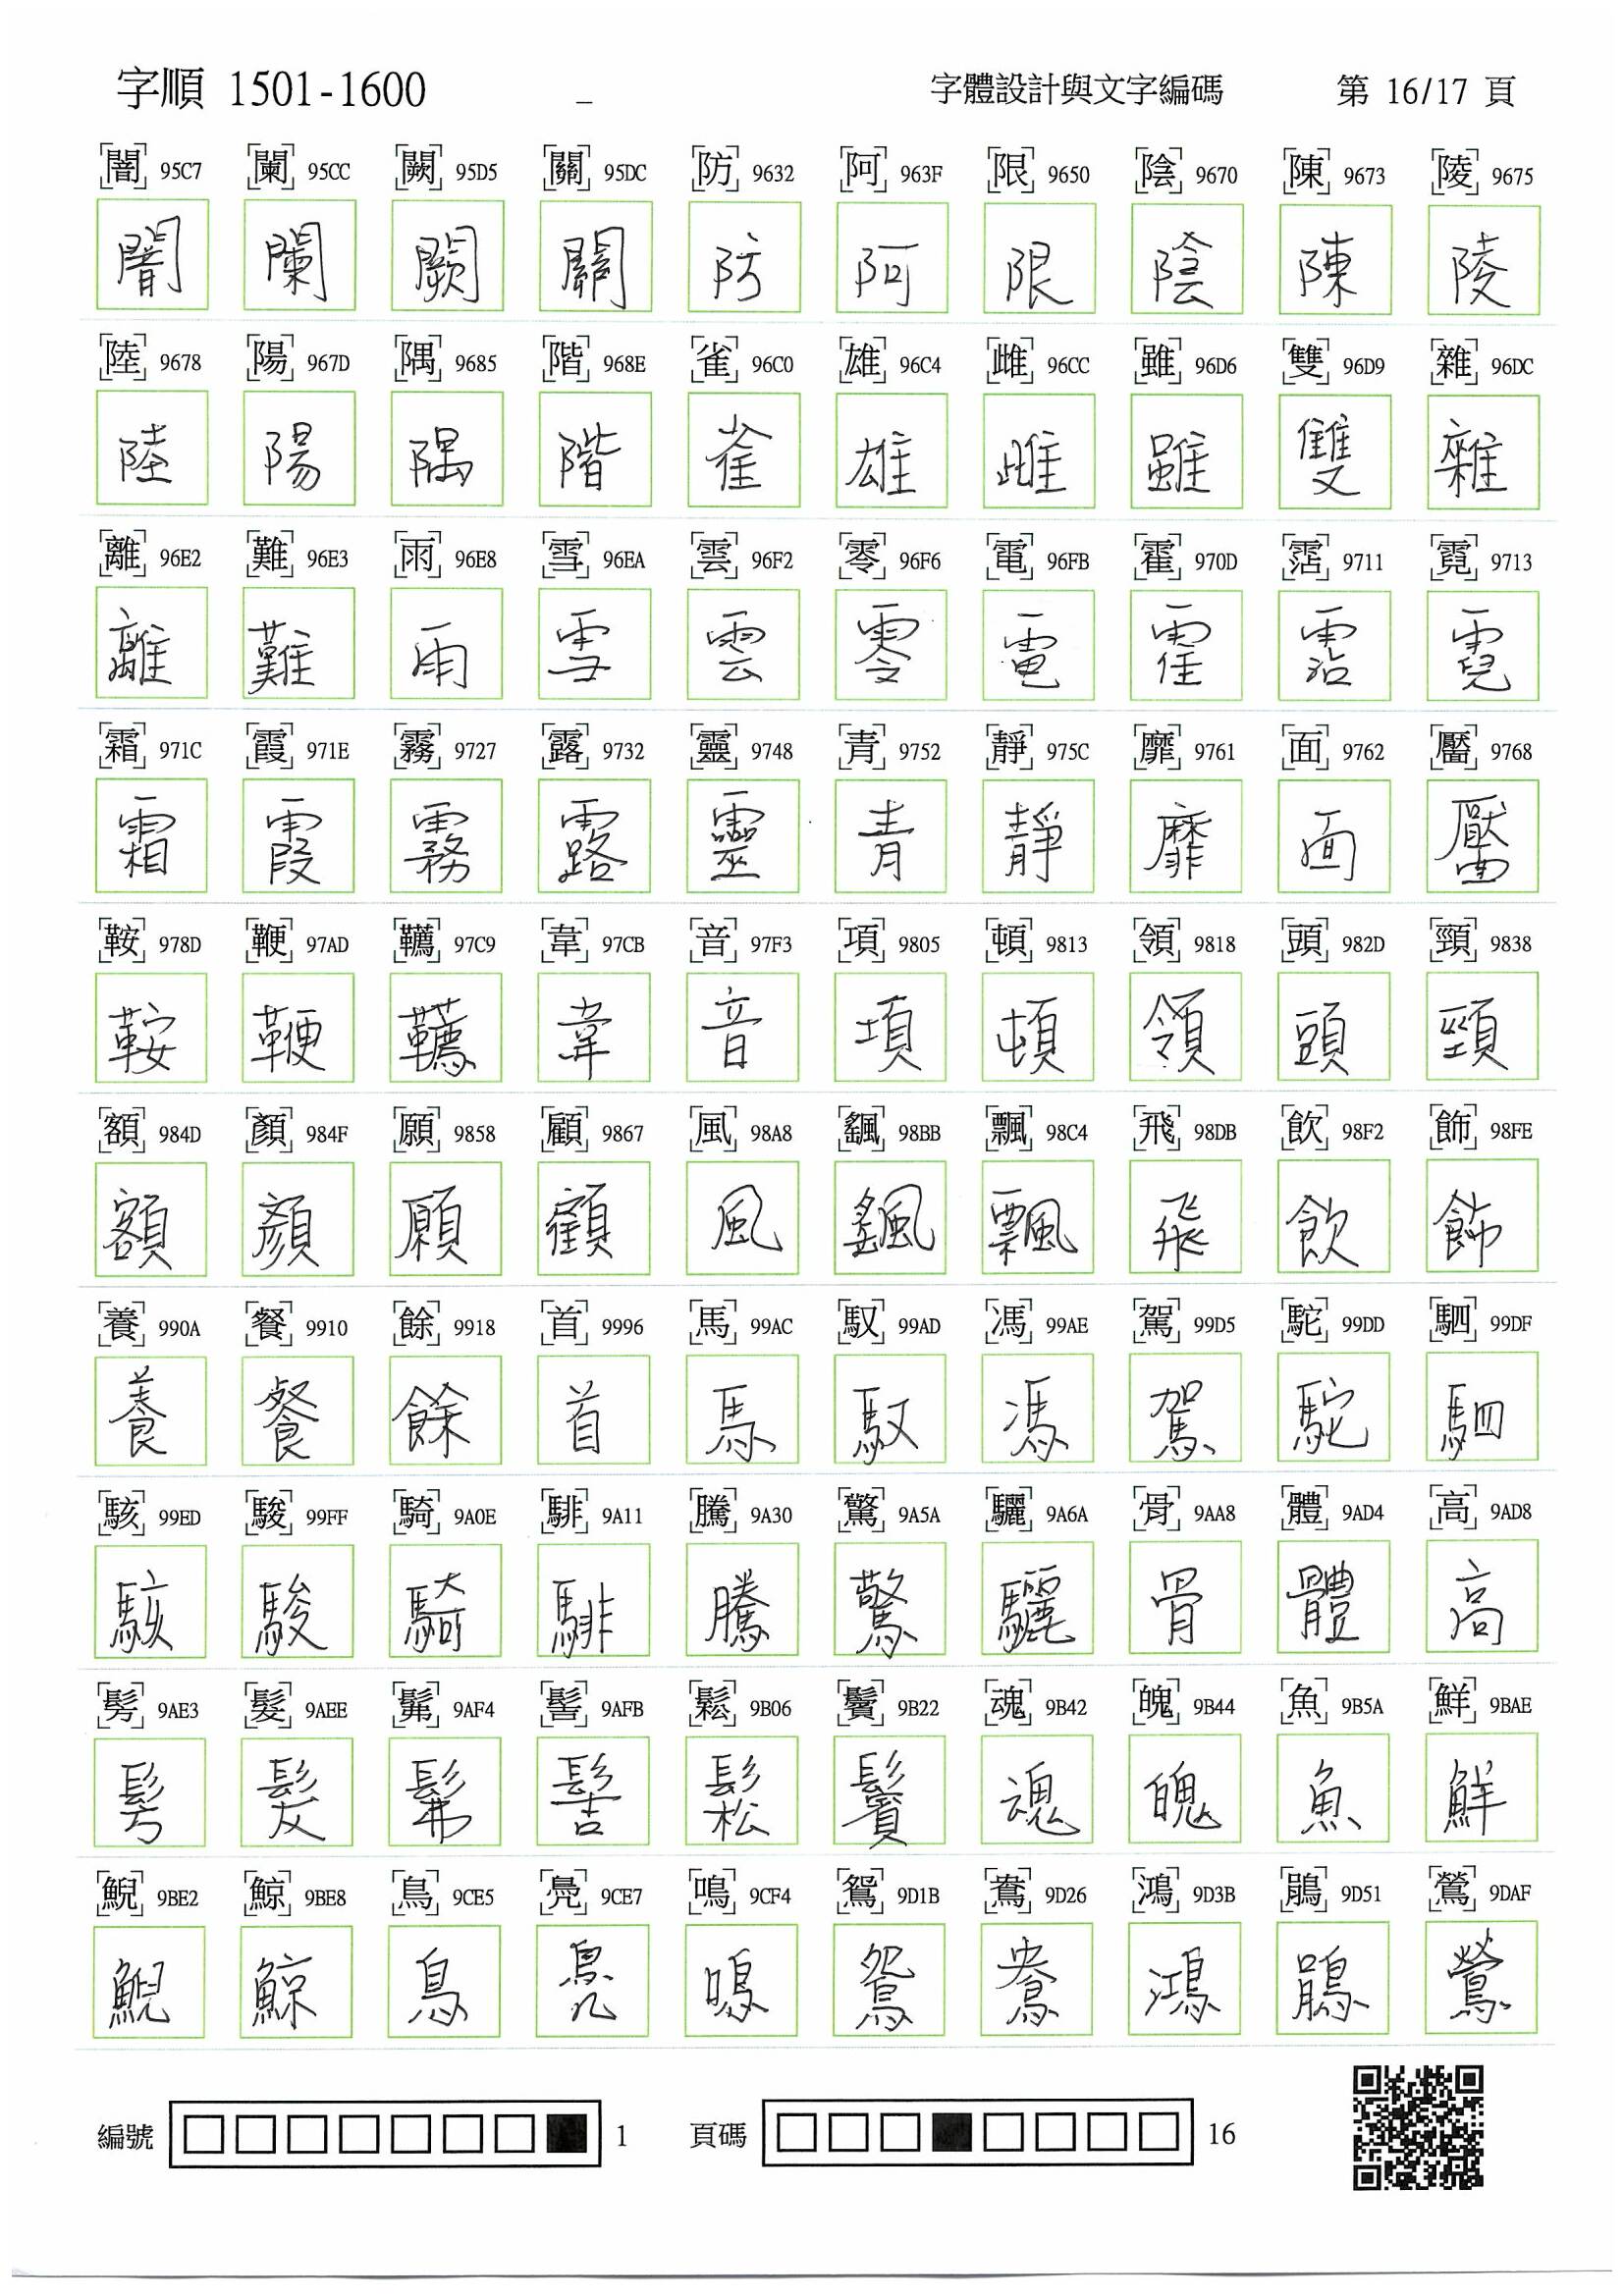 字順 1501-1600 _ 字體設計與文字編碼 第 16/17 頁
闇 95C7 闌 95CC 闕 95D5 關 95DC 防 9632 阿 963F 限 9650 陰 9670 陳 9673 陵 9675
闇 闌 闕 關 防 阿 限 陰 陳 陵
陸 9678 陽 967D 隅 9685 階 968E 雀 96C0 雄 96C4 雌 96CC 雖 96D6 雙 96D9 雜 96DC
陸 陽 隅 階 雀 雄 雌 雖 雙 雜
離 96E2 難 96E3 雨 96E8 雪 96EA 雲 96F2 零 96F6 電 96FB 霍 970D 霑 9711 霓 9713
離 難 雨 雪 雲 零 電 霍 霑 霓
霜 971C 霞 971E 霧 9727 露 9732 靈 9748 青 9752 靜 975C 靡 9761 面 9762 靨 9768
霜 霞 霧 露 靈 青 靜 靡 面 靨
鞍 978D 鞭 97AD 韉 97C9 韋 97CB 音 97F3 項 9805 頓 9813 領 9818 頭 982D 頸 9838
鞍 鞭 韉 韋 音 項 頓 領 頭 頸
額 984D 顏 984F 願 9858 顧 9867 風 98A8 颻 98BB 飄 98C4 飛 98DB 飲 98F2 飾 98FE
額 顏 願 顧 風 颻 飄 飛 飲 飾
養 990A 餐 9910 餘 9918 首 9996 馬 99AC 馭 99AD 馮 99AE 駕 99D5 駝 99DD 駟 99DF
養 餐 餘 首 馬 馭 馮 駕 駝 駟
駭 99ED 駿 99FF 騎 9A0E 騑 9A11 騰 9A30 驚 9A5A 驪 9A6A 骨 9AA8 體 9AD4 高 9AD8
駭 駿 騎 騑 騰 驚 驪 骨 體 高
髣 9AE3 髮 9AEE 髴 9AF4 髻 9AFB 鬆 9B06 鬢 9B22 魂 9B42 魄 9B44 魚 9B5A 鮮 9BAE
髣 髮 髴 髻 鬆 鬢 魂 魄 魚 鮮
鯢 9BE2 鯨 9BE8 鳥 9CE5 鳧 9CE7 鳴 9CF4 鴛 9D1B 鴦 9D26 鴻 9D3B 鵑 9D51 鶯 9DAF
鯢 鯨 鳥 鳧 鳴 鴛 鴦 鴻 鵑 鶯
編號 1 頁碼 16